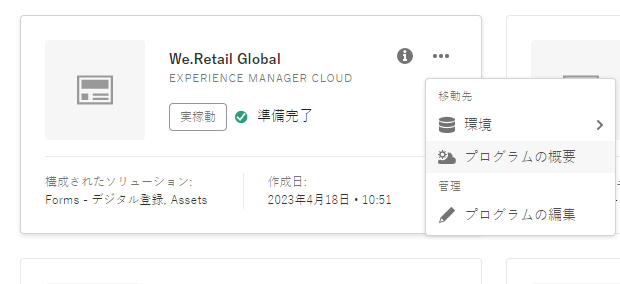 We.Retail Global
EXPERIENCE MANAGER CLOUD
実稼動 準備完了
構成されたソリューション:
Forms - デジタル登録, Assets
作成日:
2023年4月18日 • 10:51
移動先
環境
プログラムの概要
管理
プログラムの編集